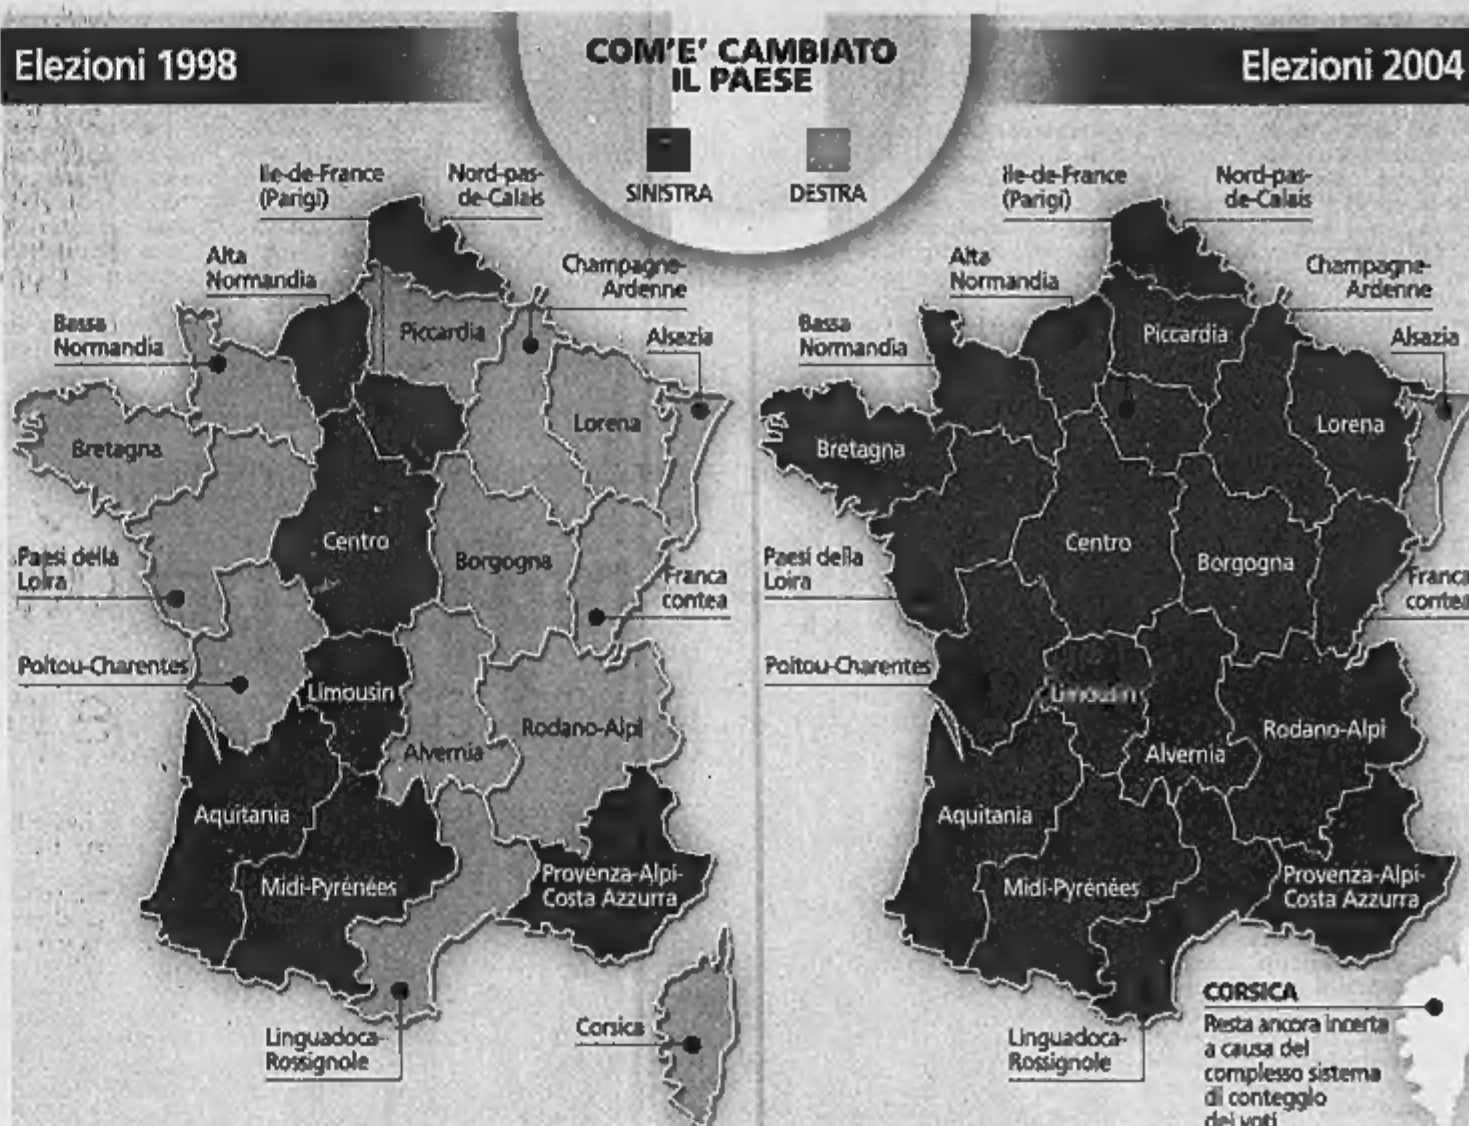 Elezioni 1998
COM'E' CAMBIATO
IL PAESE
Elezioni 2004
SINISTRA
DESTRA
Ile-de-France
(Parigi)
Nord-pas-
de-Calais
Alta
Normandia
Champagne-
Ardenne
Bassa
Normandia
Piccardia
Alsazia
Bretagna
Lorena
Centro
Borgogna
Paesi della
Loira
Franca
contea
Poitou-Charentes
Limousin
Alvernia
Rodano-Alpi
Aquitania
Midi-Pyrénées
Provenza-Alpi-
Costa Azzurra
Linguadoca-
Rossignole
Corsica
Ile-de-France
(Parigi)
Nord-pas-
de-Calais
Alta
Normandia
Champagne-
Ardenne
Bassa
Normandia
Piccardia
Alsazia
Bretagna
Lorena
Centro
Borgogna
Paesi della
Loira
Franca
contea
Poitou-Charentes
Limousin
Alvernia
Rodano-Alpi
Aquitania
Midi-Pyrénées
Provenza-Alpi-
Costa Azzurra
Linguadoca-
Rossignole
CORSICA
Resta ancora incerta
a causa del
complesso sistema
di conteggio
dei voti